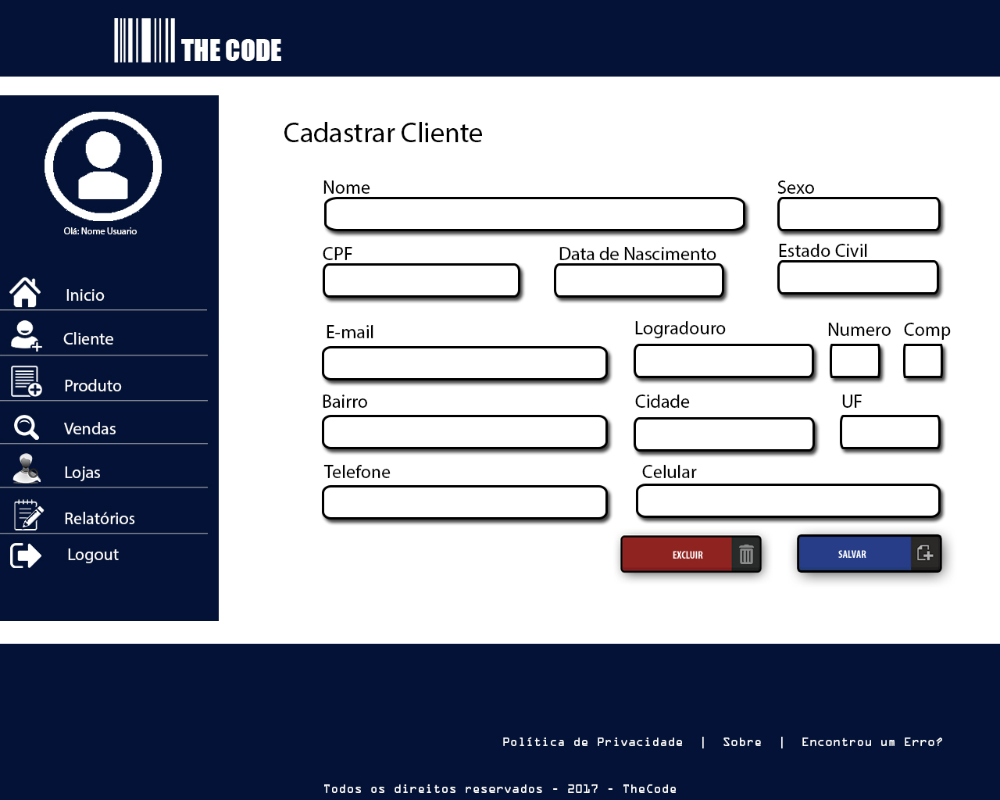 THE CODE
Olá: Nome Usuario
Inicio
Cliente
Produto
Vendas
Lojas
Relatórios
Logout
Cadastrar Cliente
Nome
Sexo
CPF
Data de Nascimento
Estado Civil
E-mail
Logradouro
Numero
Comp
Bairro
Cidade
UF
Telefone
Celular
EXCLUIR
SALVAR
Política de Privacidade | Sobre | Encontrou um Erro?
Todos os direitos reservados - 2017 - TheCode